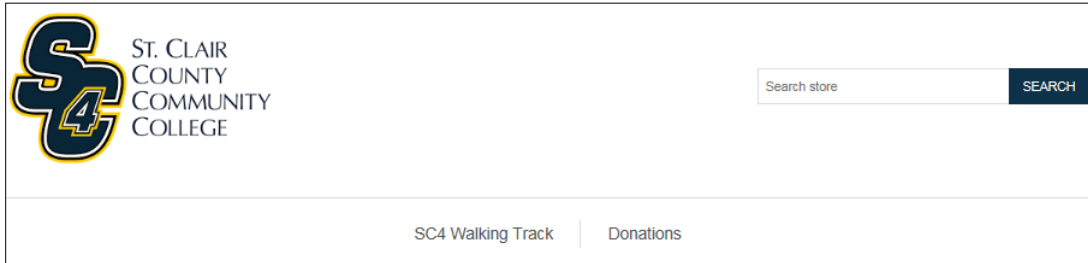 SC4
ST. CLAIR
COUNTY
COMMUNITY
COLLEGE
Search store
SEARCH
SC4 Walking Track
Donations